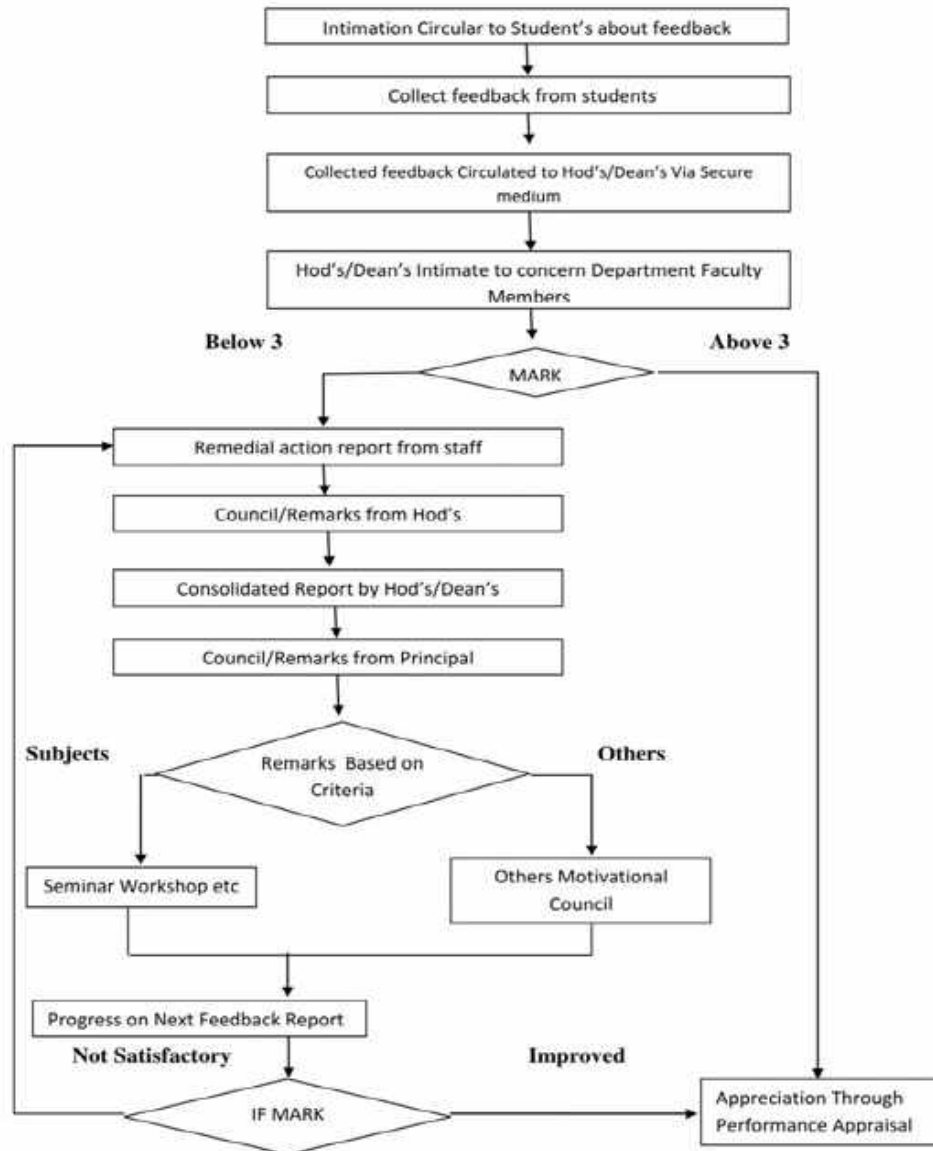 Intimation Circular to Student's about feedback
Collect feedback from students
Collected feedback Circulated to Hod's/Dean's Via Secure
medium
Hod's/Dean's Intimate to concern Department Faculty
Members
Below 3
Above 3
MARK
Remedial action report from staff
Council/Remarks from Hod's
Consolidated Report by Hod's/Dean's
Council/Remarks from Principal
Subjects
Others
Remarks Based on
Criteria
Seminar Workshop etc
Others Motivational
Council
Progress on Next Feedback Report
Not Satisfactory
Improved
IF MARK
Appreciation Through
Performance Appraisal